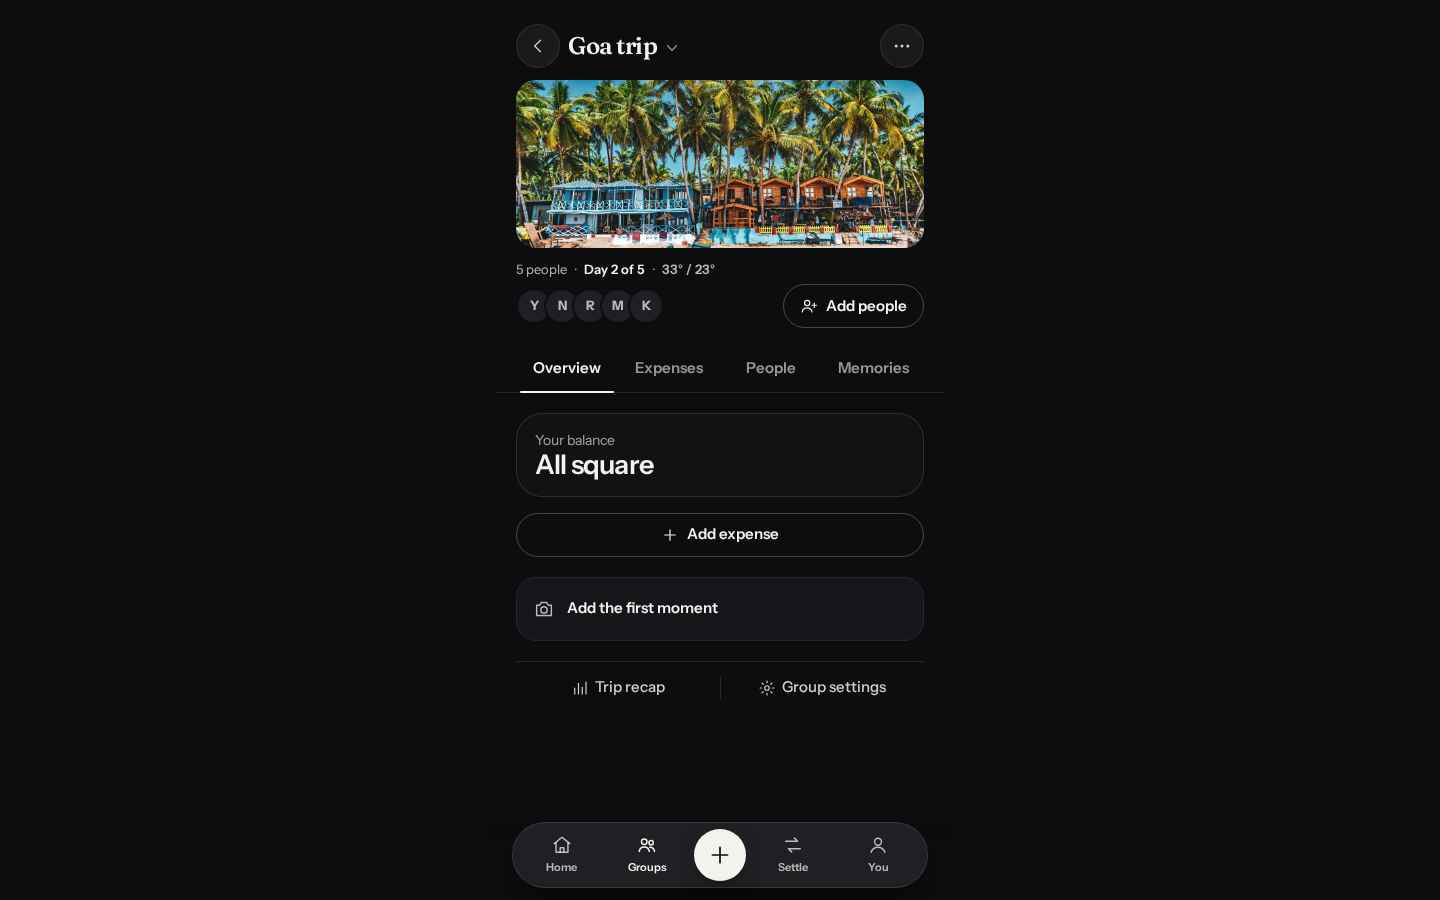 Goa trip
5 people · Day 2 of 5 · 33° / 23°
Y N R M K
Add people
Overview Expenses People Memories
Your balance
All square
Add expense
Add the first moment
Trip recap Group settings
Home Groups Settle You